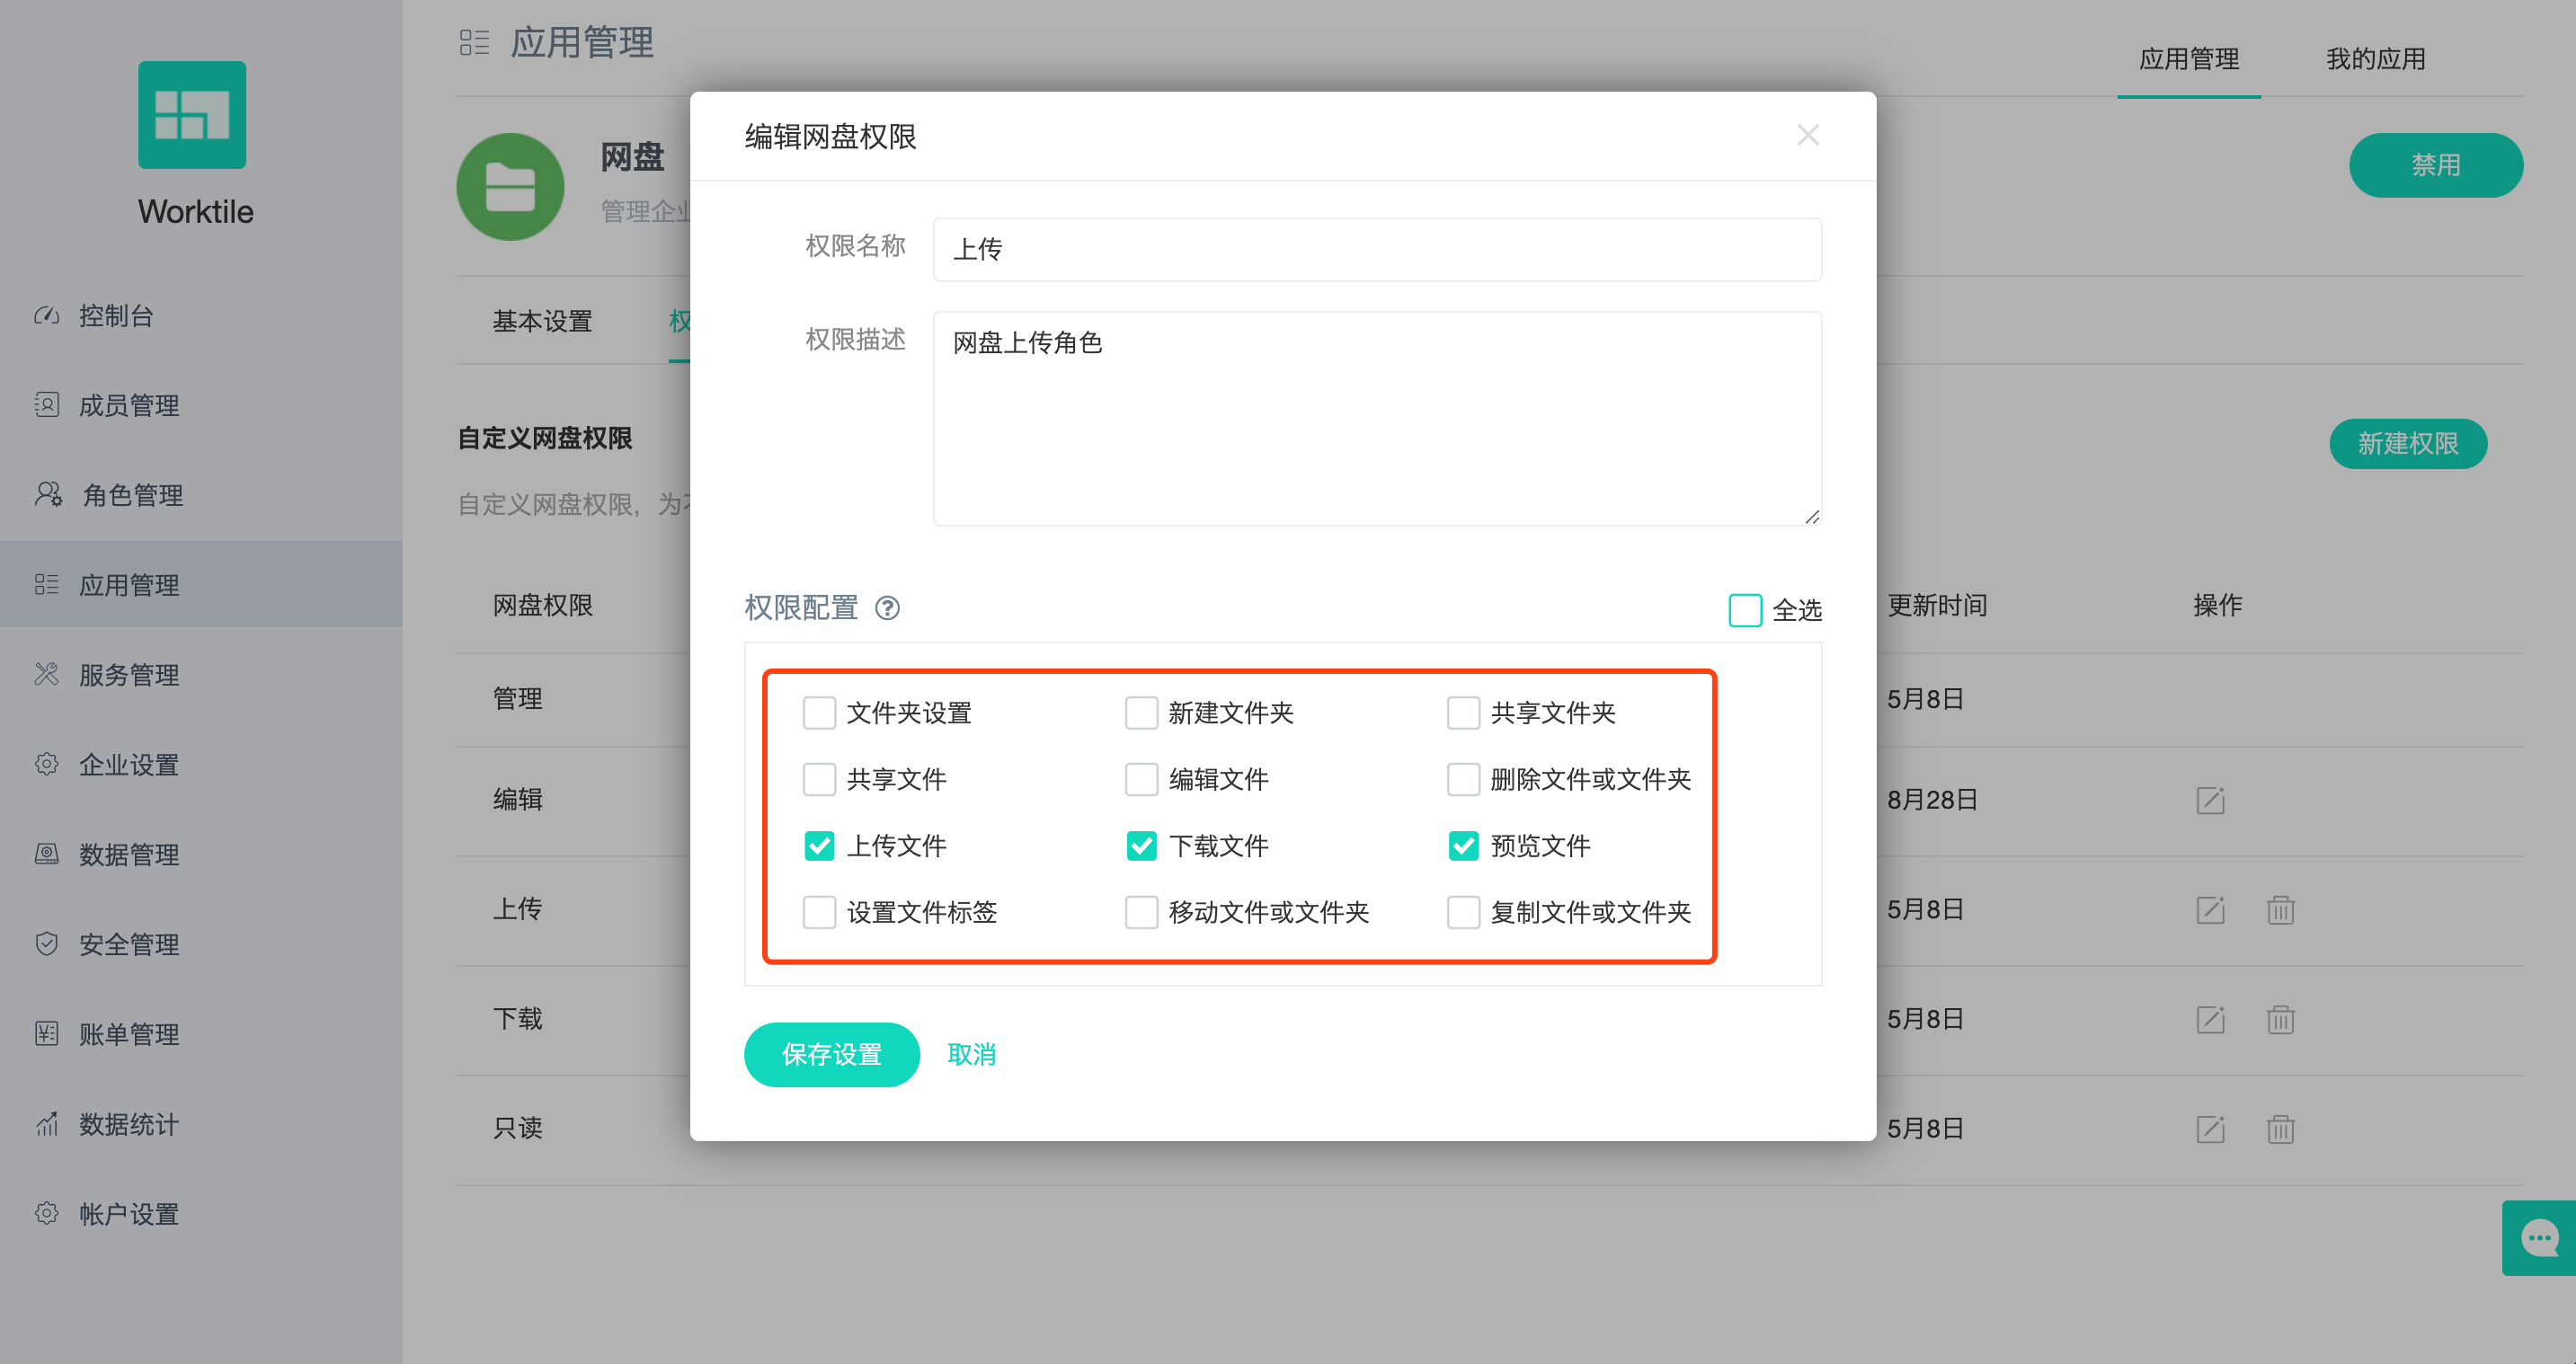 Worktile
控制台
成员管理
角色管理
应用管理
服务管理
企业设置
数据管理
安全管理
账单管理
数据统计
帐户设置
应用管理
应用管理 我的应用
网盘
管理企业
禁用
基本设置 权
自定义网盘权限
新建权限
自定义网盘权限，为不
网盘权限 更新时间 操作
管理 5月8日
编辑 8月28日
上传 5月8日
下载 5月8日
只读 5月8日
编辑网盘权限
权限名称 上传
权限描述 网盘上传角色
权限配置 全选
文件夹设置 新建文件夹 共享文件夹
共享文件 编辑文件 删除文件或文件夹
上传文件 下载文件 预览文件
设置文件标签 移动文件或文件夹 复制文件或文件夹
保存设置 取消